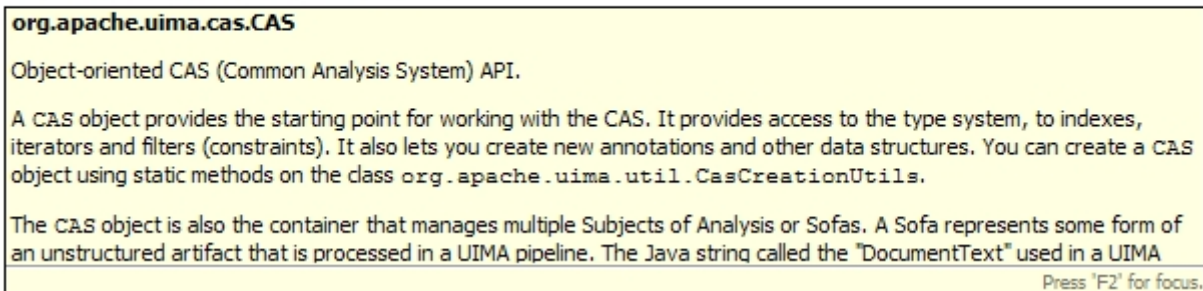 org.apache.uima.cas.CAS
Object-oriented CAS (Common Analysis System) API.
A CAS object provides the starting point for working with the CAS. It provides access to the type system, to indexes,
iterators and filters (constraints). It also lets you create new annotations and other data structures. You can create a CAS
object using static methods on the class org.apache.uima.util.CasCreationUtils.
The CAS object is also the container that manages multiple Subjects of Analysis or Sofas. A Sofa represents some form of
an unstructured artifact that is processed in a UIMA pipeline. The Java string called the "DocumentText" used in a UIMA
Press 'F2' for focus.